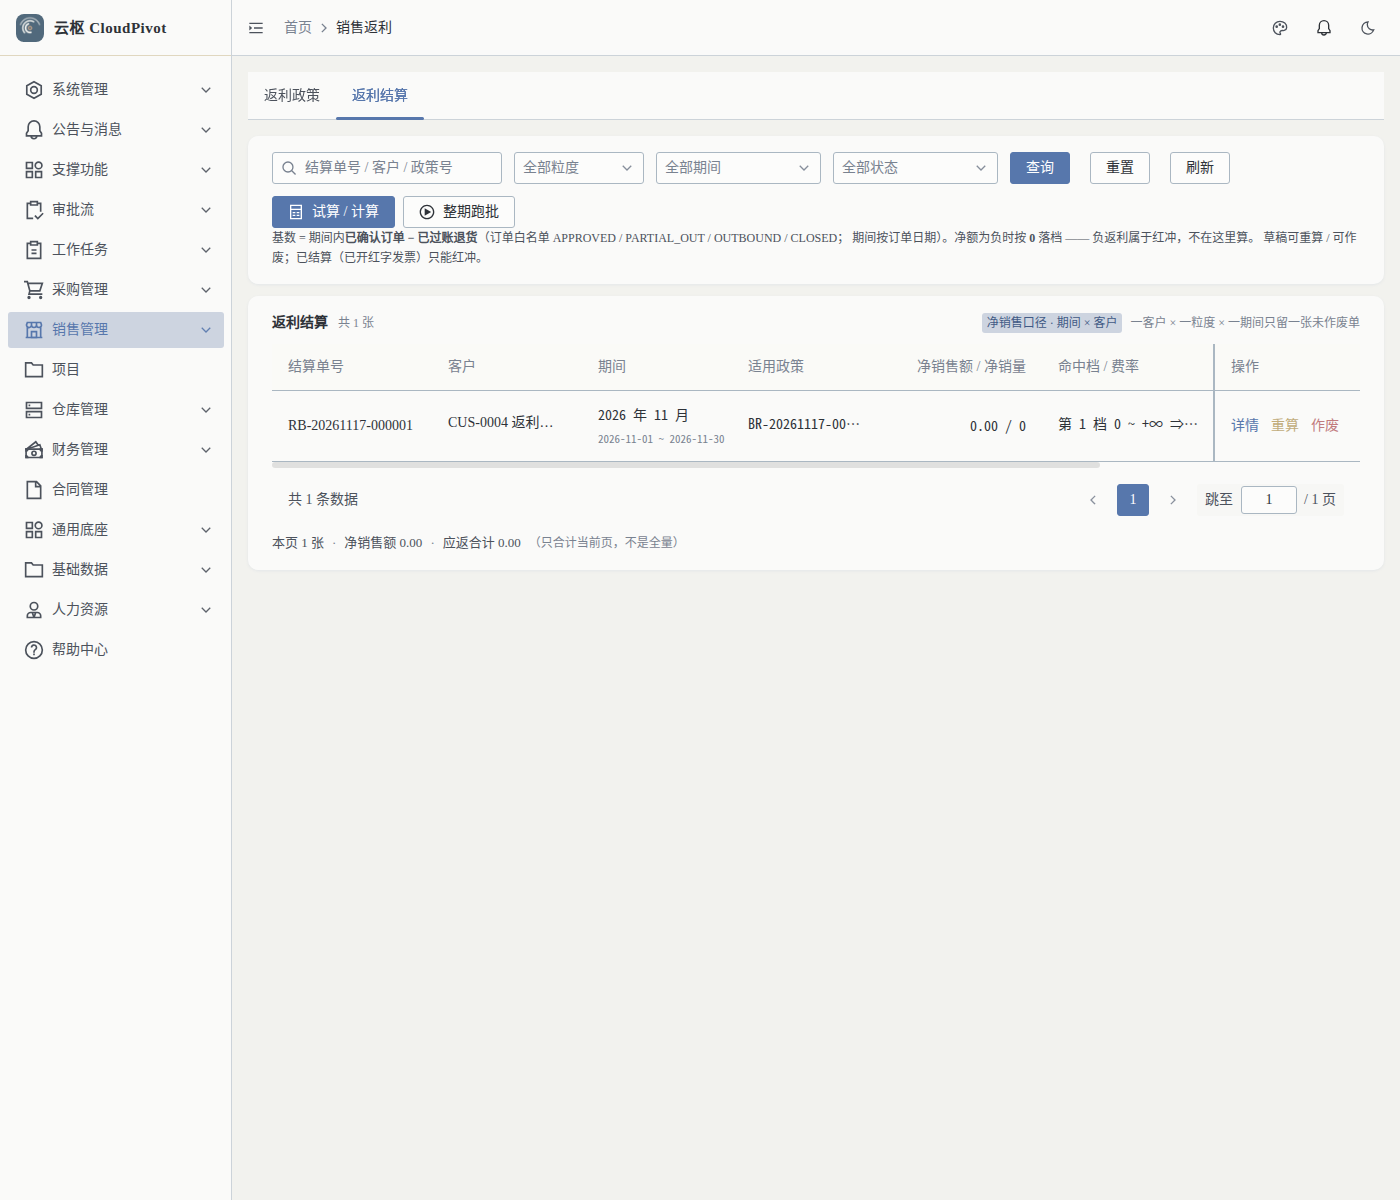 云枢 CloudPivot
首页 > 销售返利
系统管理
公告与消息
支撑功能
审批流
工作任务
采购管理
销售管理
项目
仓库管理
财务管理
合同管理
通用底座
基础数据
人力资源
帮助中心
返利政策 返利结算
结算单号 / 客户 / 政策号 全部粒度 全部期间 全部状态 查询 重置 刷新
试算 / 计算 整期跑批
基数 = 期间内已确认订单 − 已过账退货（订单白名单 APPROVED / PARTIAL_OUT / OUTBOUND / CLOSED； 期间按订单日期）。净额为负时按 0 落档 —— 负返利属于红冲，不在这里算。 草稿可重算 / 可作
废；已结算（已开红字发票）只能红冲。
返利结算 共 1 张 净销售口径 · 期间 × 客户 一客户 × 一粒度 × 一期间只留一张未作废单
结算单号 客户 期间 适用政策 净销售额 / 净销量 命中档 / 费率 操作
RB-20261117-000001 CUS-0004 返利… 2026 年 11 月 BR-20261117-00… 0.00 / 0 第 1 档 0 ~ +∞ ⇒… 详情 重算 作废
2026-11-01 ~ 2026-11-30
共 1 条数据 1 跳至 1 / 1 页
本页 1 张 · 净销售额 0.00 · 应返合计 0.00 （只合计当前页，不是全量）